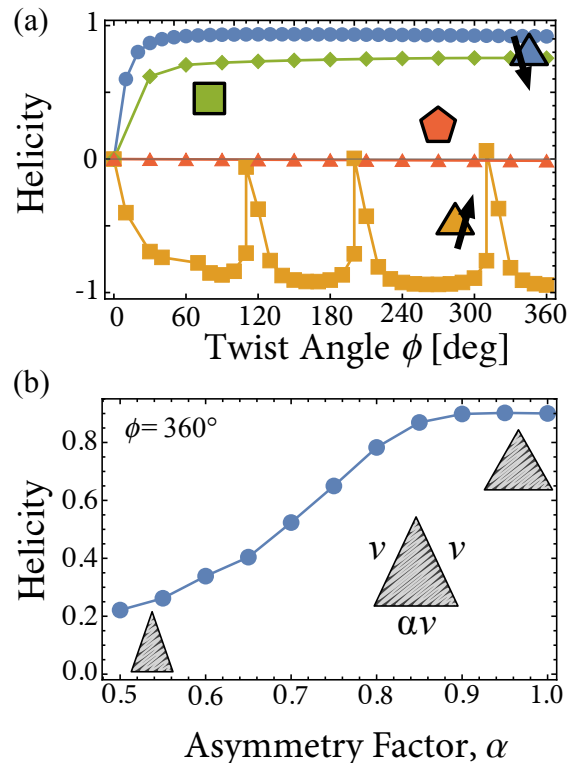 (a)
1
0
-1
Helicity
0 60 120 180 240 300 360
Twist Angle ϕ [deg]
(b)
ϕ= 360°
0.8
0.6
0.4
0.2
0.0
Helicity
ν ν
αν
0.5 0.6 0.7 0.8 0.9 1.0
Asymmetry Factor, α